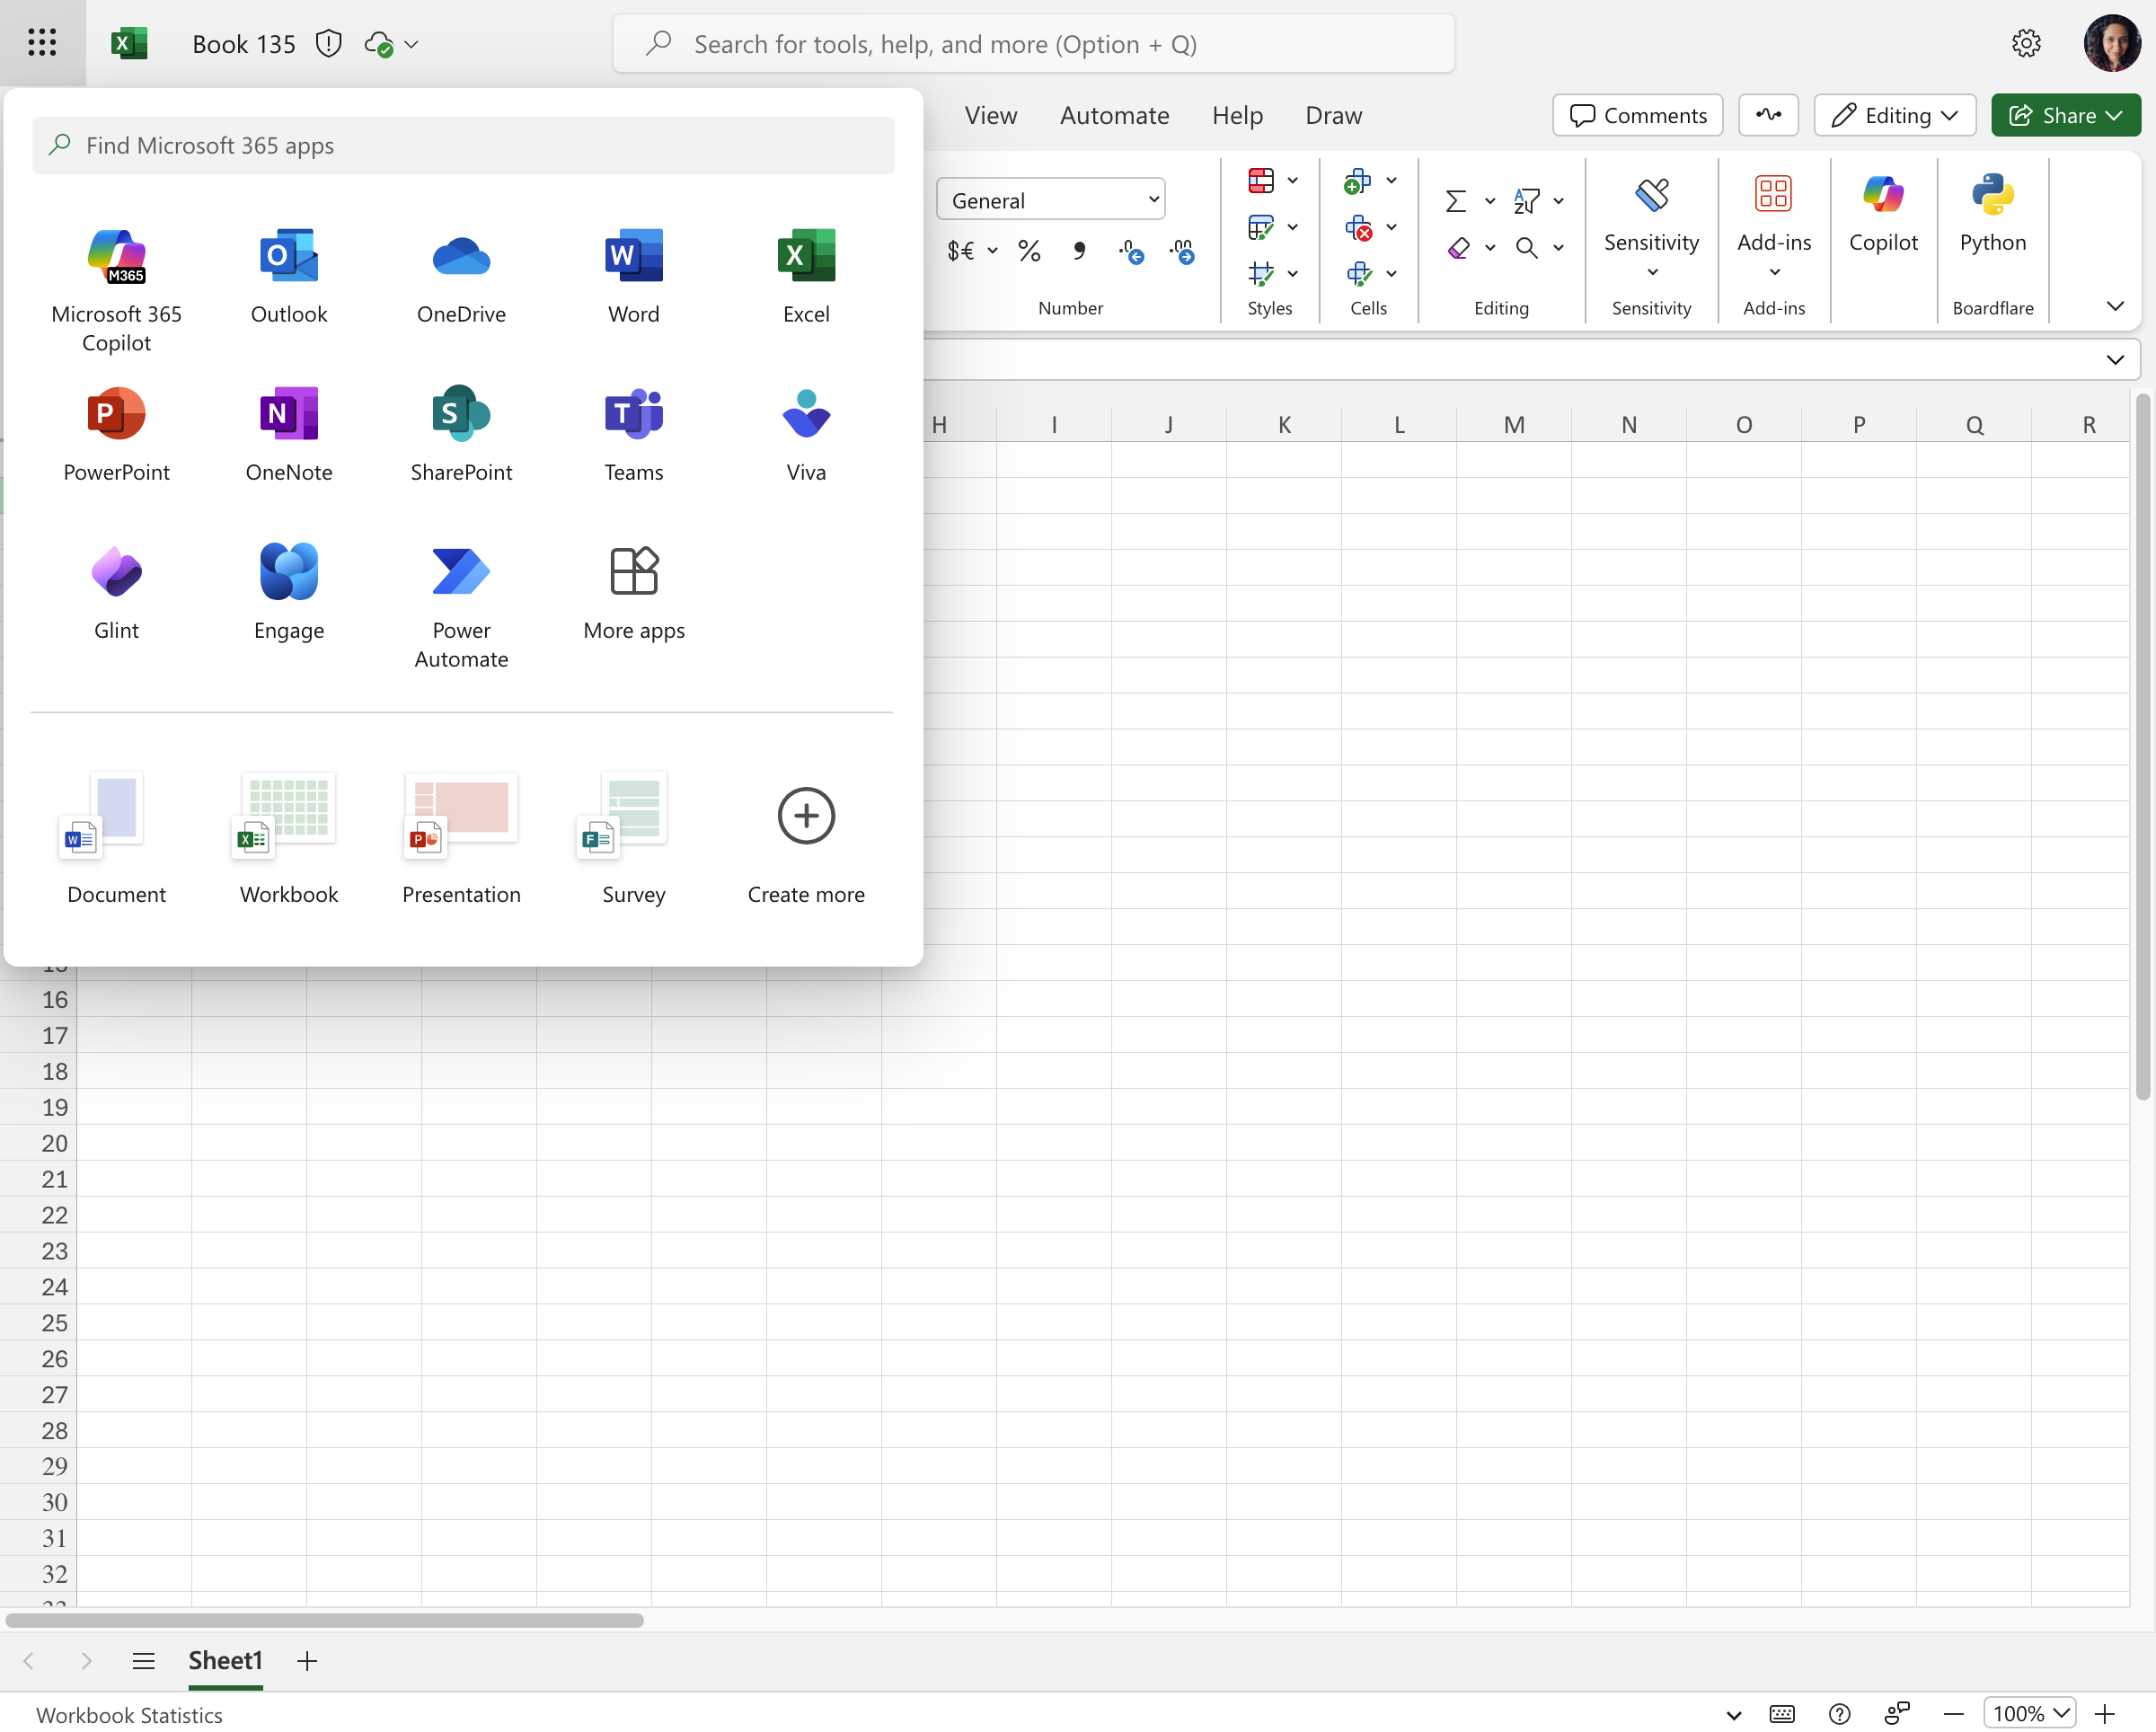 Book 135
Search for tools, help, and more (Option + Q)
View Automate Help Draw
Comments Editing Share
Find Microsoft 365 apps
General
$€ % 9 .0 .00
Number Styles Cells Editing
Sensitivity Add-ins Copilot Python
Sensitivity Add-ins Boardflare
M365
Microsoft 365
Copilot
Outlook
OneDrive
Word
Excel
PowerPoint
OneNote
SharePoint
Teams
Viva
Glint
Engage
Power
Automate
More apps
Document
Workbook
Presentation
Survey
Create more
H I J K L M N O P Q R
16
17
18
19
20
21
22
23
24
25
26
27
28
29
30
31
32
Sheet1
Workbook Statistics
100%